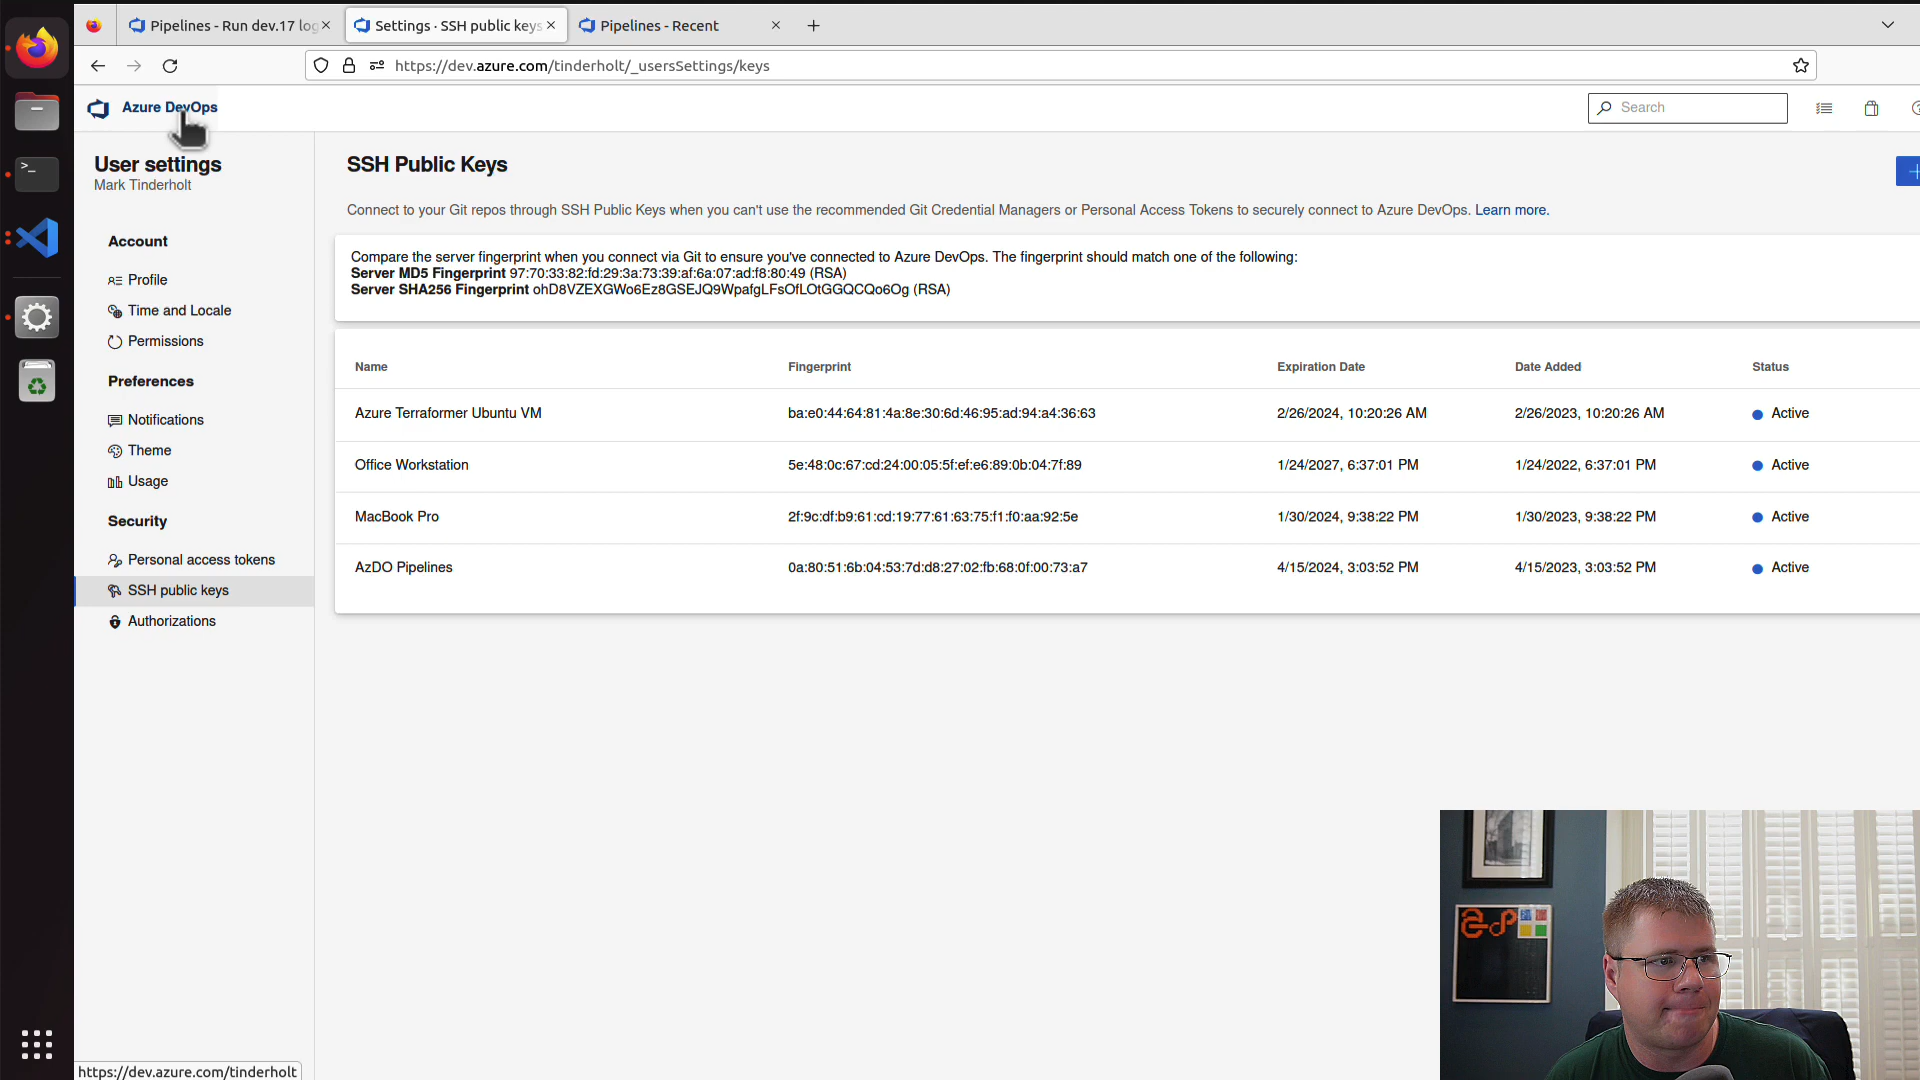 Pipelines - Run dev.17 log
Settings · SSH public keys
Pipelines - Recent
https://dev.azure.com/tinderholt/_usersSettings/keys
Azure DevOps
Search
User settings
Mark Tinderholt
Account
Profile
Time and Locale
Permissions
Preferences
Notifications
Theme
Usage
Security
Personal access tokens
SSH public keys
Authorizations
SSH Public Keys
Connect to your Git repos through SSH Public Keys when you can't use the recommended Git Credential Managers or Personal Access Tokens to securely connect to Azure DevOps. Learn more.
Compare the server fingerprint when you connect via Git to ensure you've connected to Azure DevOps. The fingerprint should match one of the following:
Server MD5 Fingerprint 97:70:33:82:fd:29:3a:73:39:af:6a:07:ad:f8:80:49 (RSA)
Server SHA256 Fingerprint ohD8VZEXGWo6Ez8GSEJQ9WpafgLFsOfLOtGGQCQo6Og (RSA)
Name Fingerprint Expiration Date Date Added Status
Azure Terraformer Ubuntu VM ba:e0:44:64:81:4a:8e:30:6d:46:95:ad:94:a4:36:63 2/26/2024, 10:20:26 AM 2/26/2023, 10:20:26 AM Active
Office Workstation 5e:48:0c:67:cd:24:00:05:5f:ef:e6:89:0b:04:7f:89 1/24/2027, 6:37:01 PM 1/24/2022, 6:37:01 PM Active
MacBook Pro 2f:9c:df:b9:61:cd:19:77:61:63:75:f1:f0:aa:92:5e 1/30/2024, 9:38:22 PM 1/30/2023, 9:38:22 PM Active
AzDO Pipelines 0a:80:51:6b:04:53:7d:d8:27:02:fb:68:0f:00:73:a7 4/15/2024, 3:03:52 PM 4/15/2023, 3:03:52 PM Active
https://dev.azure.com/tinderholt